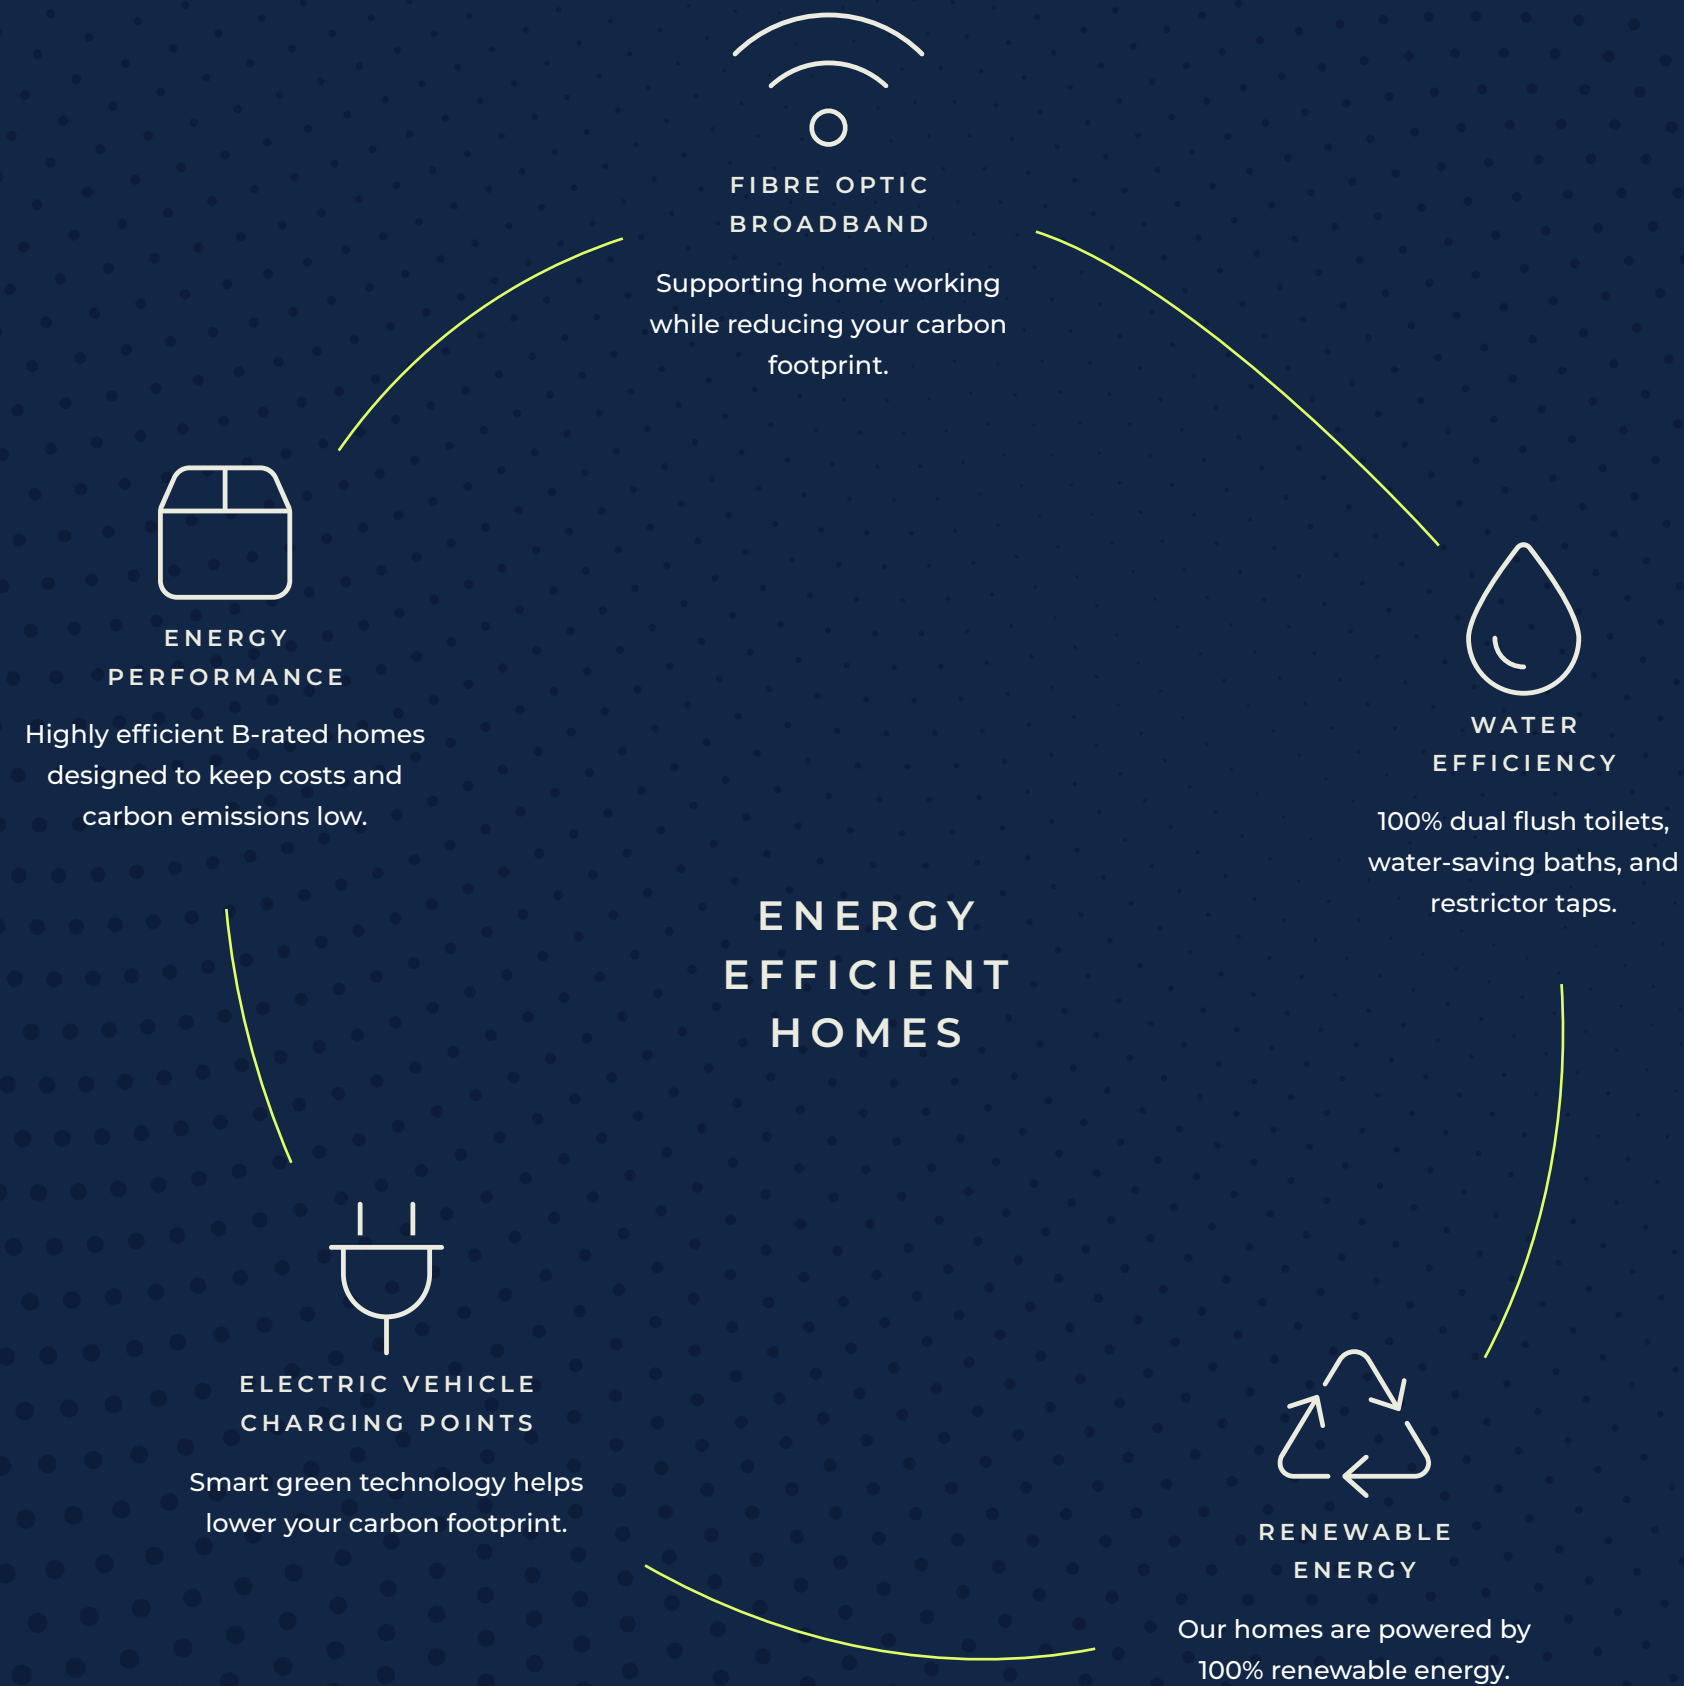 FIBRE OPTIC
BROADBAND
Supporting home working
while reducing your carbon
footprint.
ENERGY
PERFORMANCE
Highly efficient B-rated homes
designed to keep costs and
carbon emissions low.
WATER
EFFICIENCY
100% dual flush toilets,
water-saving baths, and
restrictor taps.
ENERGY
EFFICIENT
HOMES
ELECTRIC VEHICLE
CHARGING POINTS
Smart green technology helps
lower your carbon footprint.
RENEWABLE
ENERGY
Our homes are powered by
100% renewable energy.